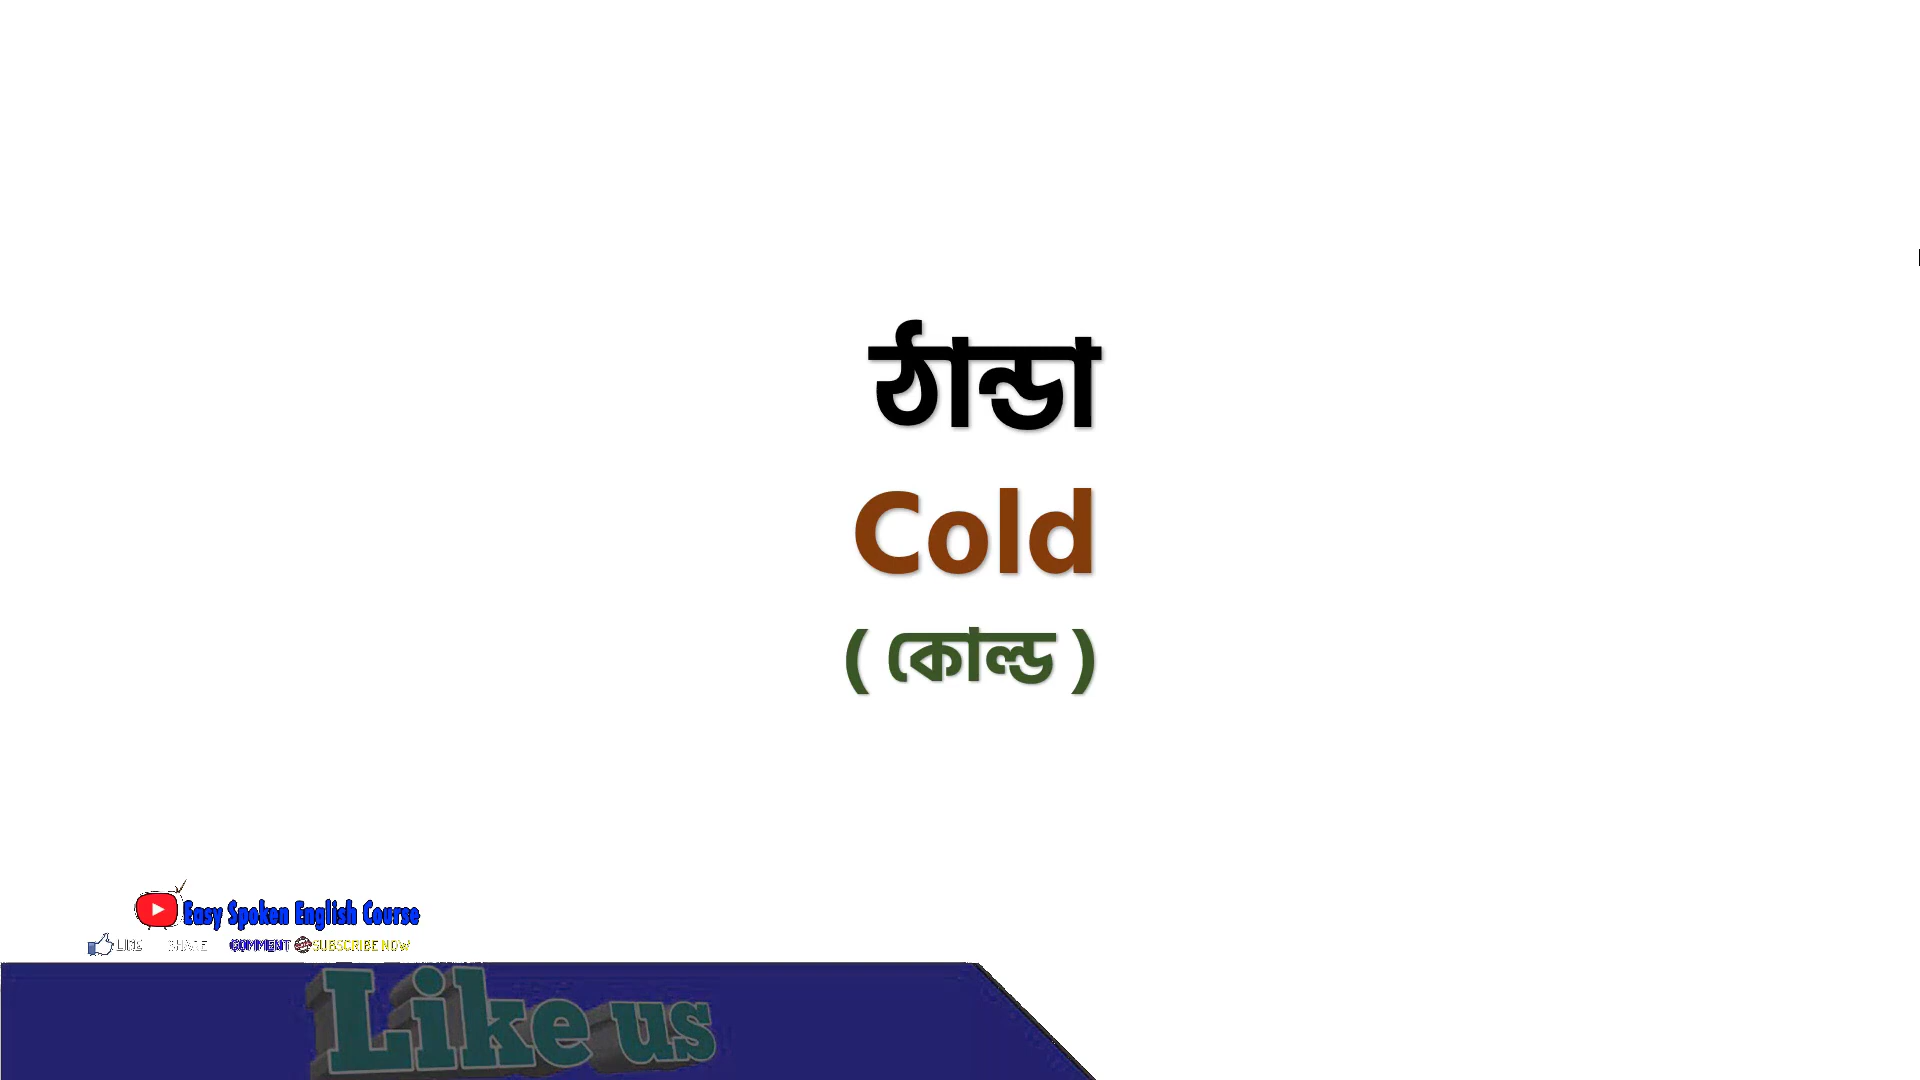 ঠান্ডা
Cold
( কোল্ড )
Easy Spoken English Course
LIKE SHARE COMMENT SUBSCRIBE NOW
Like us